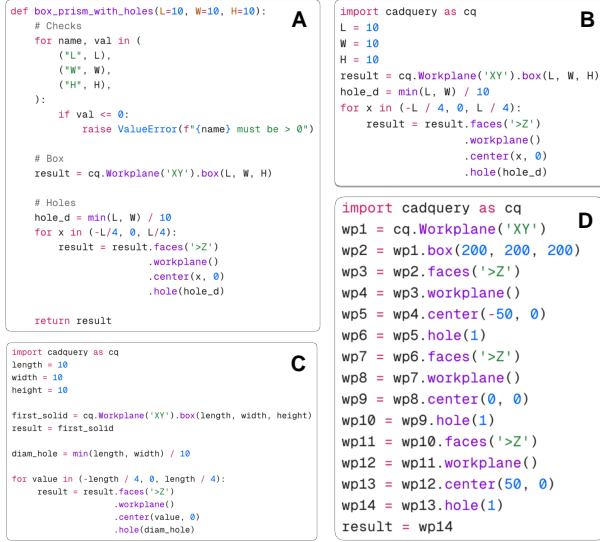 A
def box_prism_with_holes(L=10, W=10, H=10):
    # Checks
    for name, val in (
        ("L", L),
        ("W", W),
        ("H", H),
    ):
        if val <= 0:
            raise ValueError(f"{name} must be > 0")

    # Box
    result = cq.Workplane('XY').box(L, W, H)

    # Holes
    hole_d = min(L, W) / 10
    for x in (-L/4, 0, L/4):
        result = result.faces('>Z')
                       .workplane()
                       .center(x, 0)
                       .hole(hole_d)

    return result
B
import cadquery as cq
L = 10
W = 10
H = 10
result = cq.Workplane('XY').box(L, W, H)
hole_d = min(L, W) / 10
for x in (-L / 4, 0, L / 4):
    result = result.faces('>Z')
                   .workplane()
                   .center(x, 0)
                   .hole(hole_d)
C
import cadquery as cq
length = 10
width = 10
height = 10

first_solid = cq.Workplane('XY').box(length, width, height)
result = first_solid

diam_hole = min(length, width) / 10

for value in (-length / 4, 0, length / 4):
    result = result.faces('>Z')
                   .workplane()
                   .center(value, 0)
                   .hole(diam_hole)
D
import cadquery as cq
wp1 = cq.Workplane('XY')
wp2 = wp1.box(200, 200, 200)
wp3 = wp2.faces('>Z')
wp4 = wp3.workplane()
wp5 = wp4.center(-50, 0)
wp6 = wp5.hole(1)
wp7 = wp6.faces('>Z')
wp8 = wp7.workplane()
wp9 = wp8.center(0, 0)
wp10 = wp9.hole(1)
wp11 = wp10.faces('>Z')
wp12 = wp11.workplane()
wp13 = wp12.center(50, 0)
wp14 = wp13.hole(1)
result = wp14